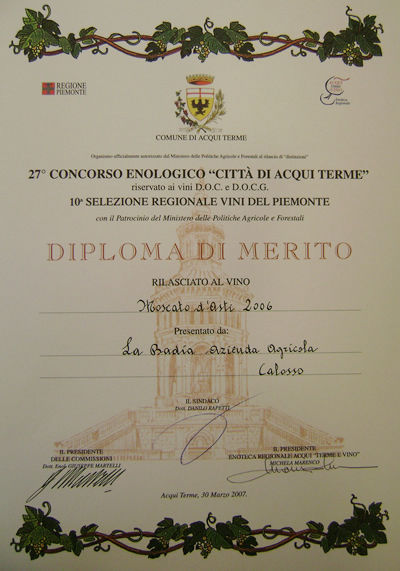 REGIONE
PIEMONTE
Enoteca
Regionale
COMUNE DI ACQUI TERME
Organismo ufficialmente autorizzato dal Ministero delle Politiche Agricole e Forestali al rilascio di "distinzioni"
27° CONCORSO ENOLOGICO "CITTÀ DI ACQUI TERME"
riservato ai vini D.O.C. e D.O.C.G.
10ª SELEZIONE REGIONALE VINI DEL PIEMONTE
con il Patrocinio del Ministero delle Politiche Agricole e Forestali
DIPLOMA DI MERITO
RILASCIATO AL VINO
Moscato d'Asti 2006
Presentato da:
La Badia Azienda Agricola
Calosso
IL SINDACO
Dott. DANILO RAPETTI
IL PRESIDENTE
DELLE COMMISSIONI
Dott. Enol. GIUSEPPE MARTELLI
IL PRESIDENTE
ENOTECA REGIONALE ACQUI "TERME E VINO"
MICHELA MARENCO
Acqui Terme, 30 Marzo 2007.